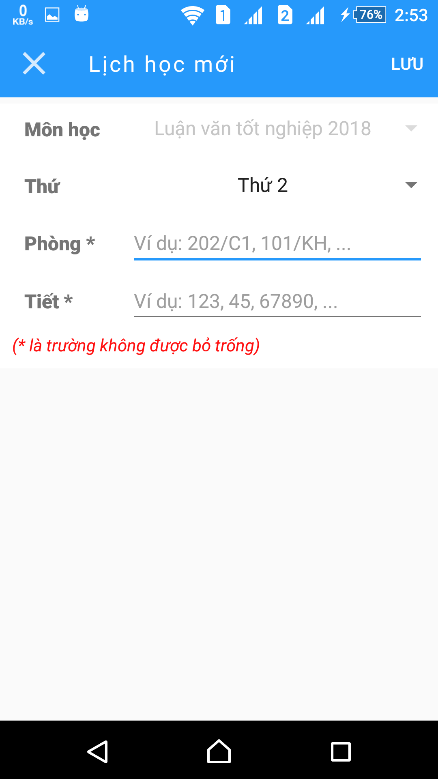 0
KB/s
1
2
76%
2:53
Lịch học mới
LƯU
Môn học
Luận văn tốt nghiệp 2018
Thứ
Thứ 2
Phòng *
Ví dụ: 202/C1, 101/KH, ...
Tiết *
Ví dụ: 123, 45, 67890, ...
(* là trường không được bỏ trống)